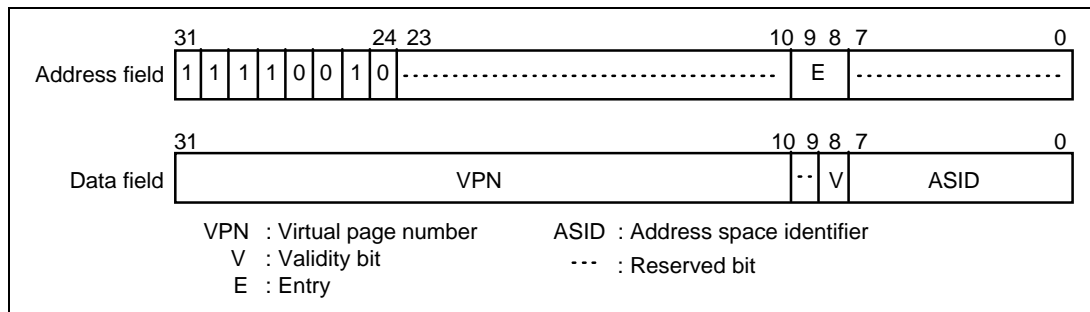 31 24 23 10 9 8 7 0
Address field 1 1 1 1 0 0 1 0 E
31 10 9 8 7 0
Data field VPN V ASID
VPN : Virtual page number ASID : Address space identifier
V : Validity bit --- : Reserved bit
E : Entry